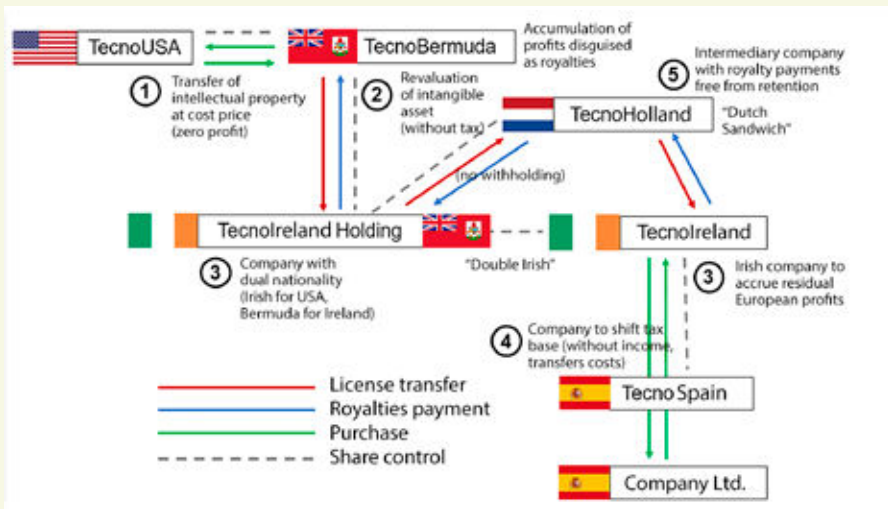 TecnoUSA
TecnoBermuda
Accumulation of
profits disguised
as royalties
1
Transfer of
intellectual property
at cost price
(zero profit)
2
Revaluation
of intangible
asset
(without tax)
5
Intermediary company
with royalty payments
free from retention
TecnoHolland
"Dutch
Sandwich"
(no withholding)
TecnoIreland Holding
"Double Irish"
TecnoIreland
3
Company with
dual nationality
(Irish for USA,
Bermuda for Ireland)
3
Irish company to
accrue residual
European profits
4
Company to shift tax
base (without income,
transfers costs)
Tecno Spain
Company Ltd.
License transfer
Royalties payment
Purchase
Share control